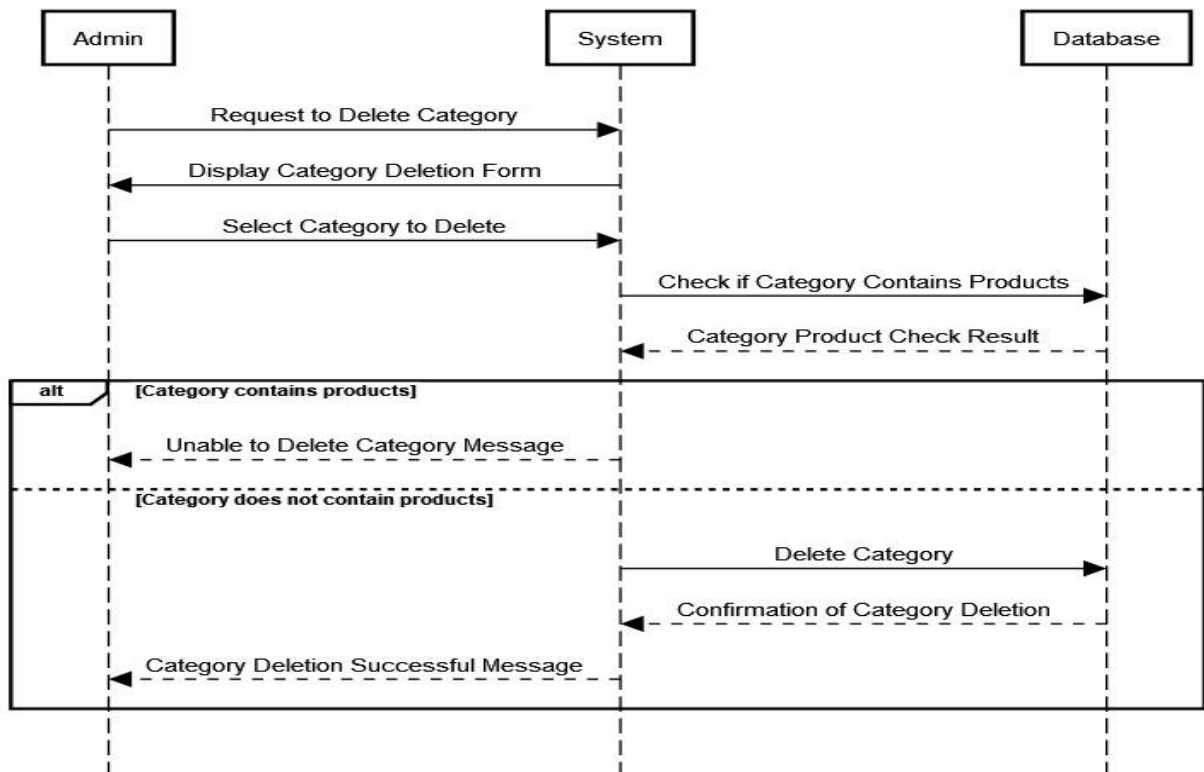 Admin
System
Database
Request to Delete Category
Display Category Deletion Form
Select Category to Delete
Check if Category Contains Products
Category Product Check Result
alt
[Category contains products]
Unable to Delete Category Message
[Category does not contain products]
Delete Category
Confirmation of Category Deletion
Category Deletion Successful Message